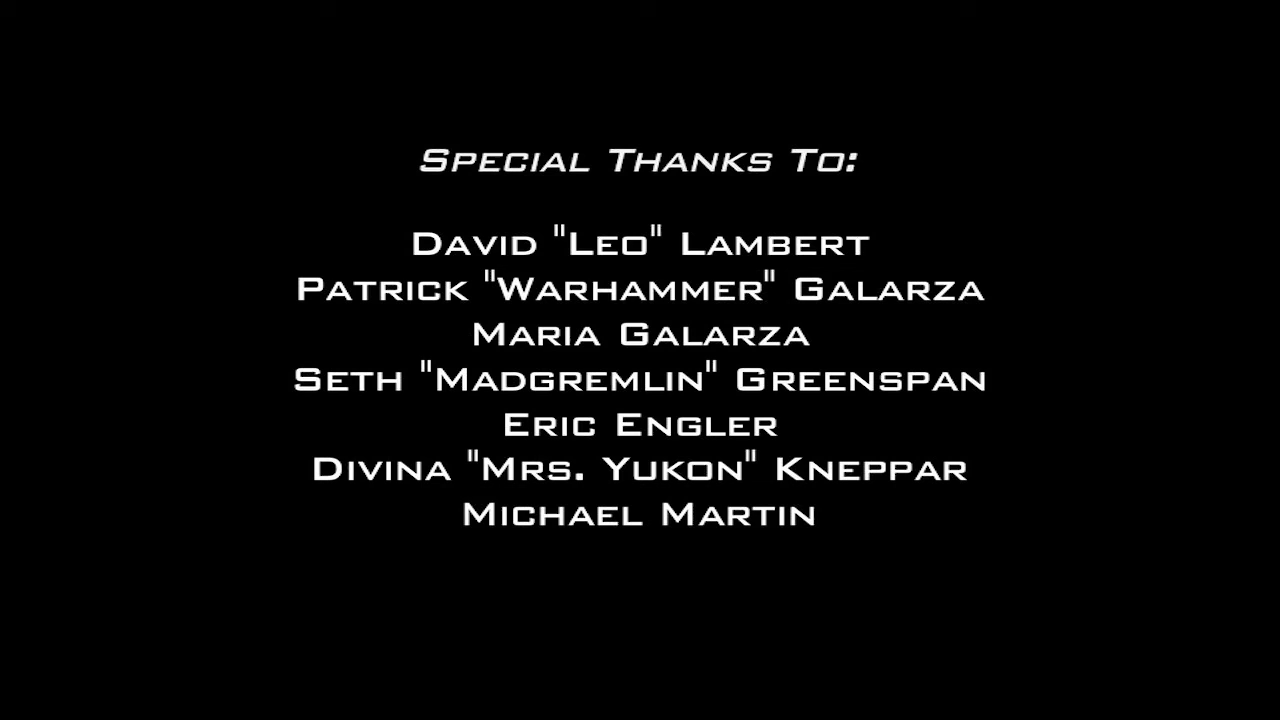 Special Thanks To:
David "Leo" Lambert
Patrick "Warhammer" Galarza
Maria Galarza
Seth "Madgremlin" Greenspan
Eric Engler
Divina "Mrs. Yukon" Kneppar
Michael Martin